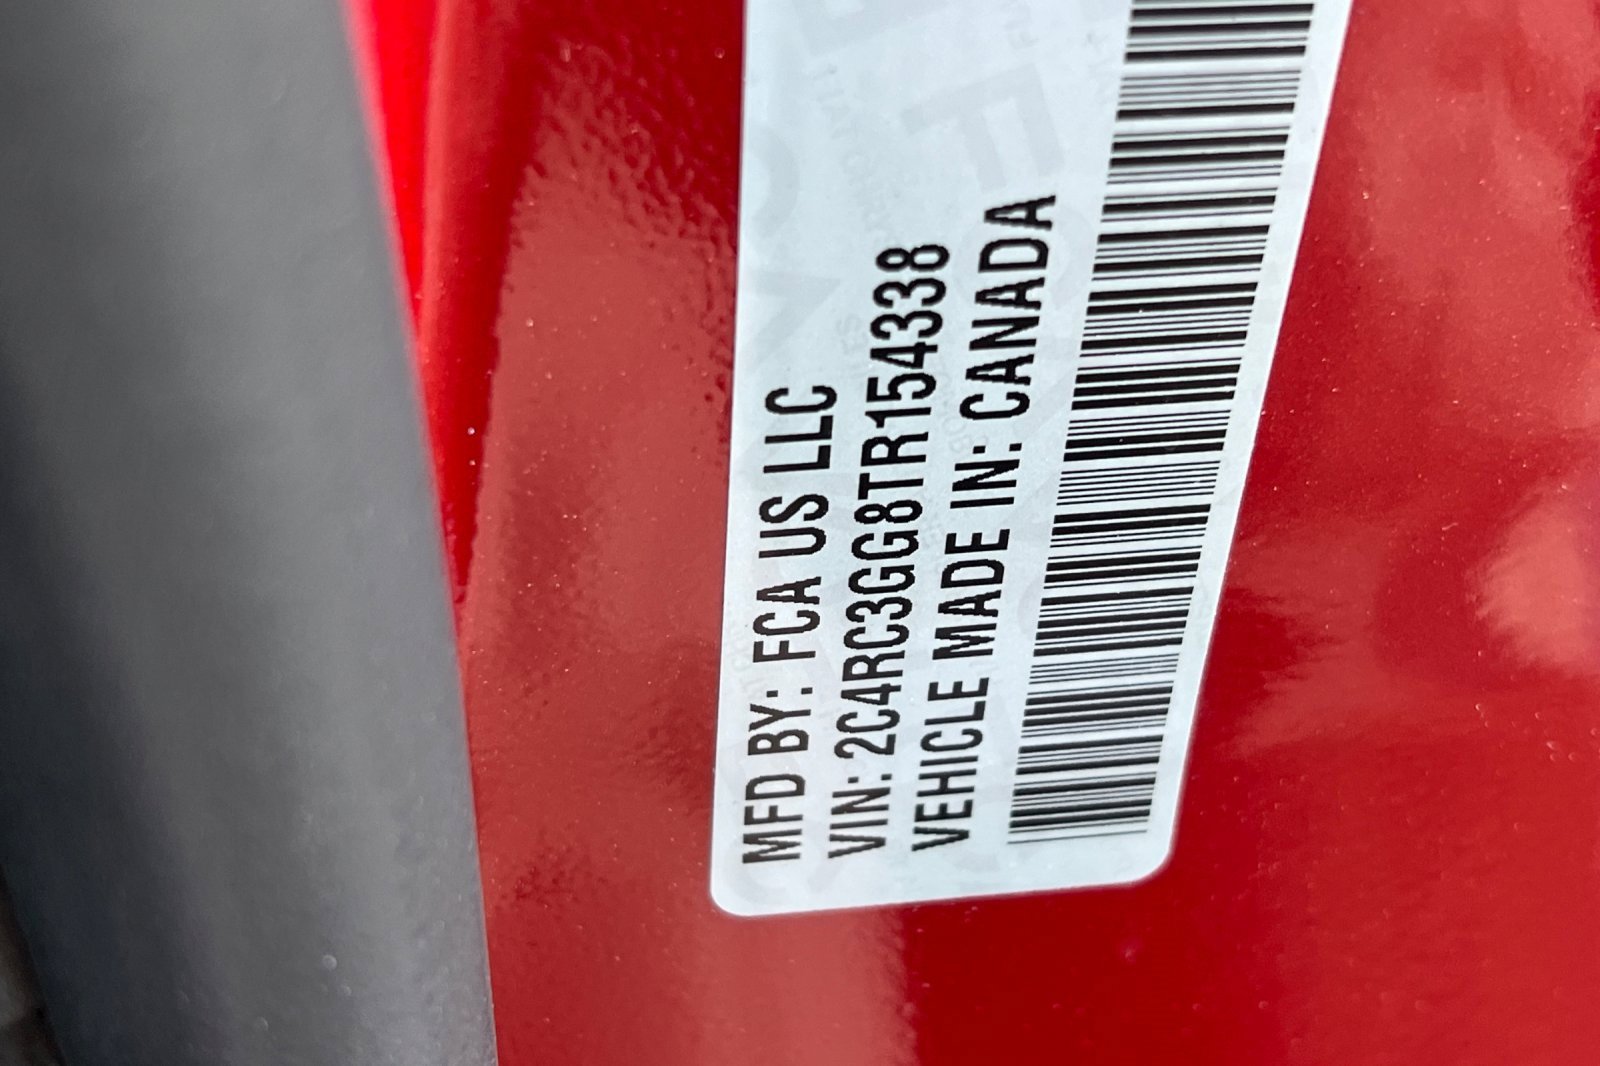 MFD BY: FCA US LLC
VIN: 2C4RC3GG8TR154338
VEHICLE MADE IN: CANADA